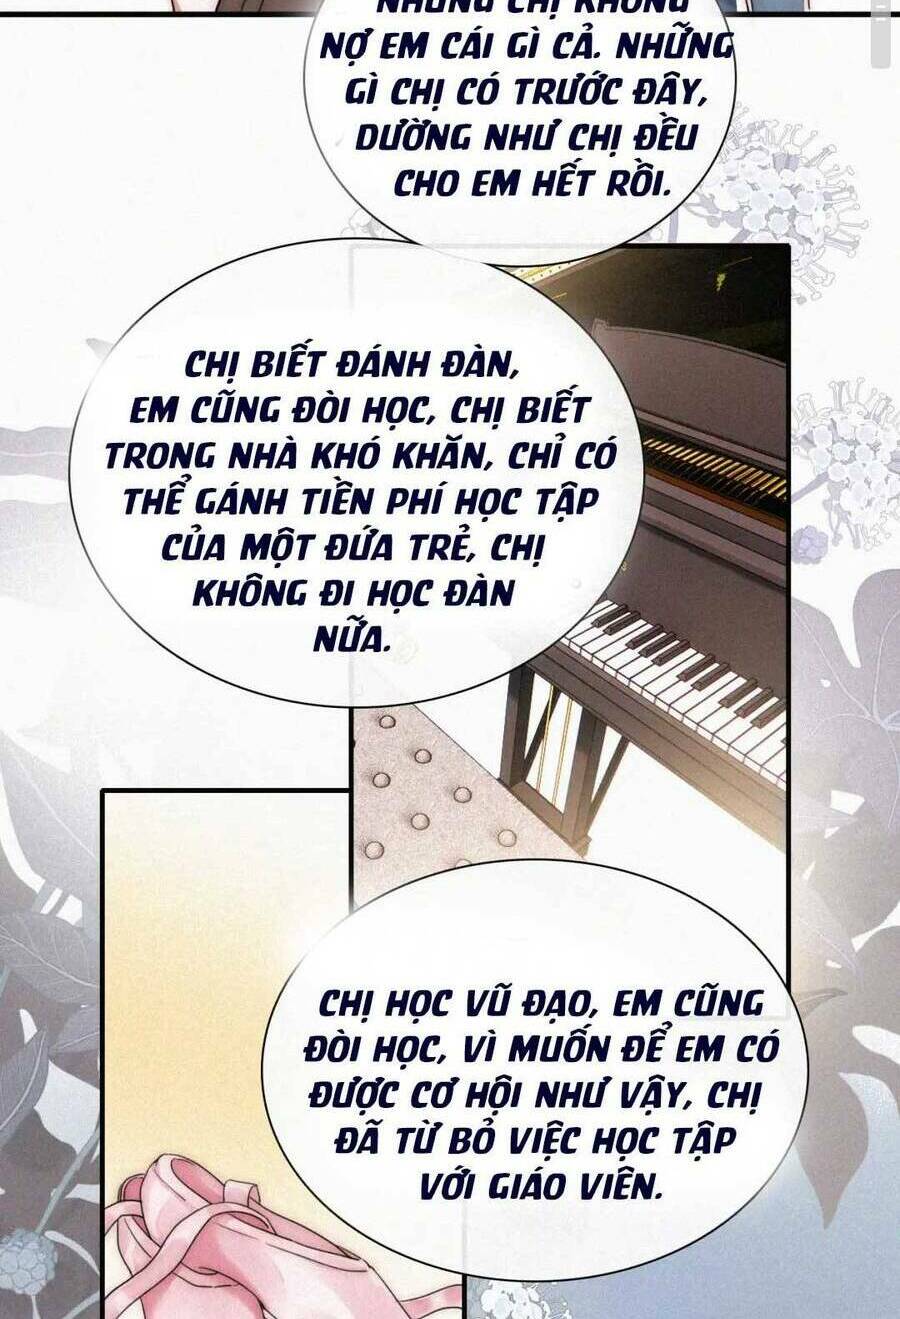 NHƯNG CHỊ KHÔNG
NỢ EM CÁI GÌ CẢ. NHỮNG
GÌ CHỊ CÓ TRƯỚC ĐÂY,
DƯỜNG NHƯ CHỊ ĐỀU
CHO EM HẾT RỒI.
CHỊ BIẾT ĐÁNH ĐÀN,
EM CŨNG ĐÒI HỌC, CHỊ BIẾT
TRONG NHÀ KHÓ KHĂN, CHỈ CÓ
THỂ GÁNH TIỀN PHÍ HỌC TẬP
CỦA MỘT ĐỨA TRẺ, CHỊ
KHÔNG ĐI HỌC ĐÀN
NỮA.
CHỊ HỌC VŨ ĐẠO, EM CŨNG
ĐÒI HỌC, VÌ MUỐN ĐỂ EM CÓ
ĐƯỢC CƠ HỘI NHƯ VẬY, CHỊ
ĐÃ TỪ BỎ VIỆC HỌC TẬP
VỚI GIÁO VIÊN.